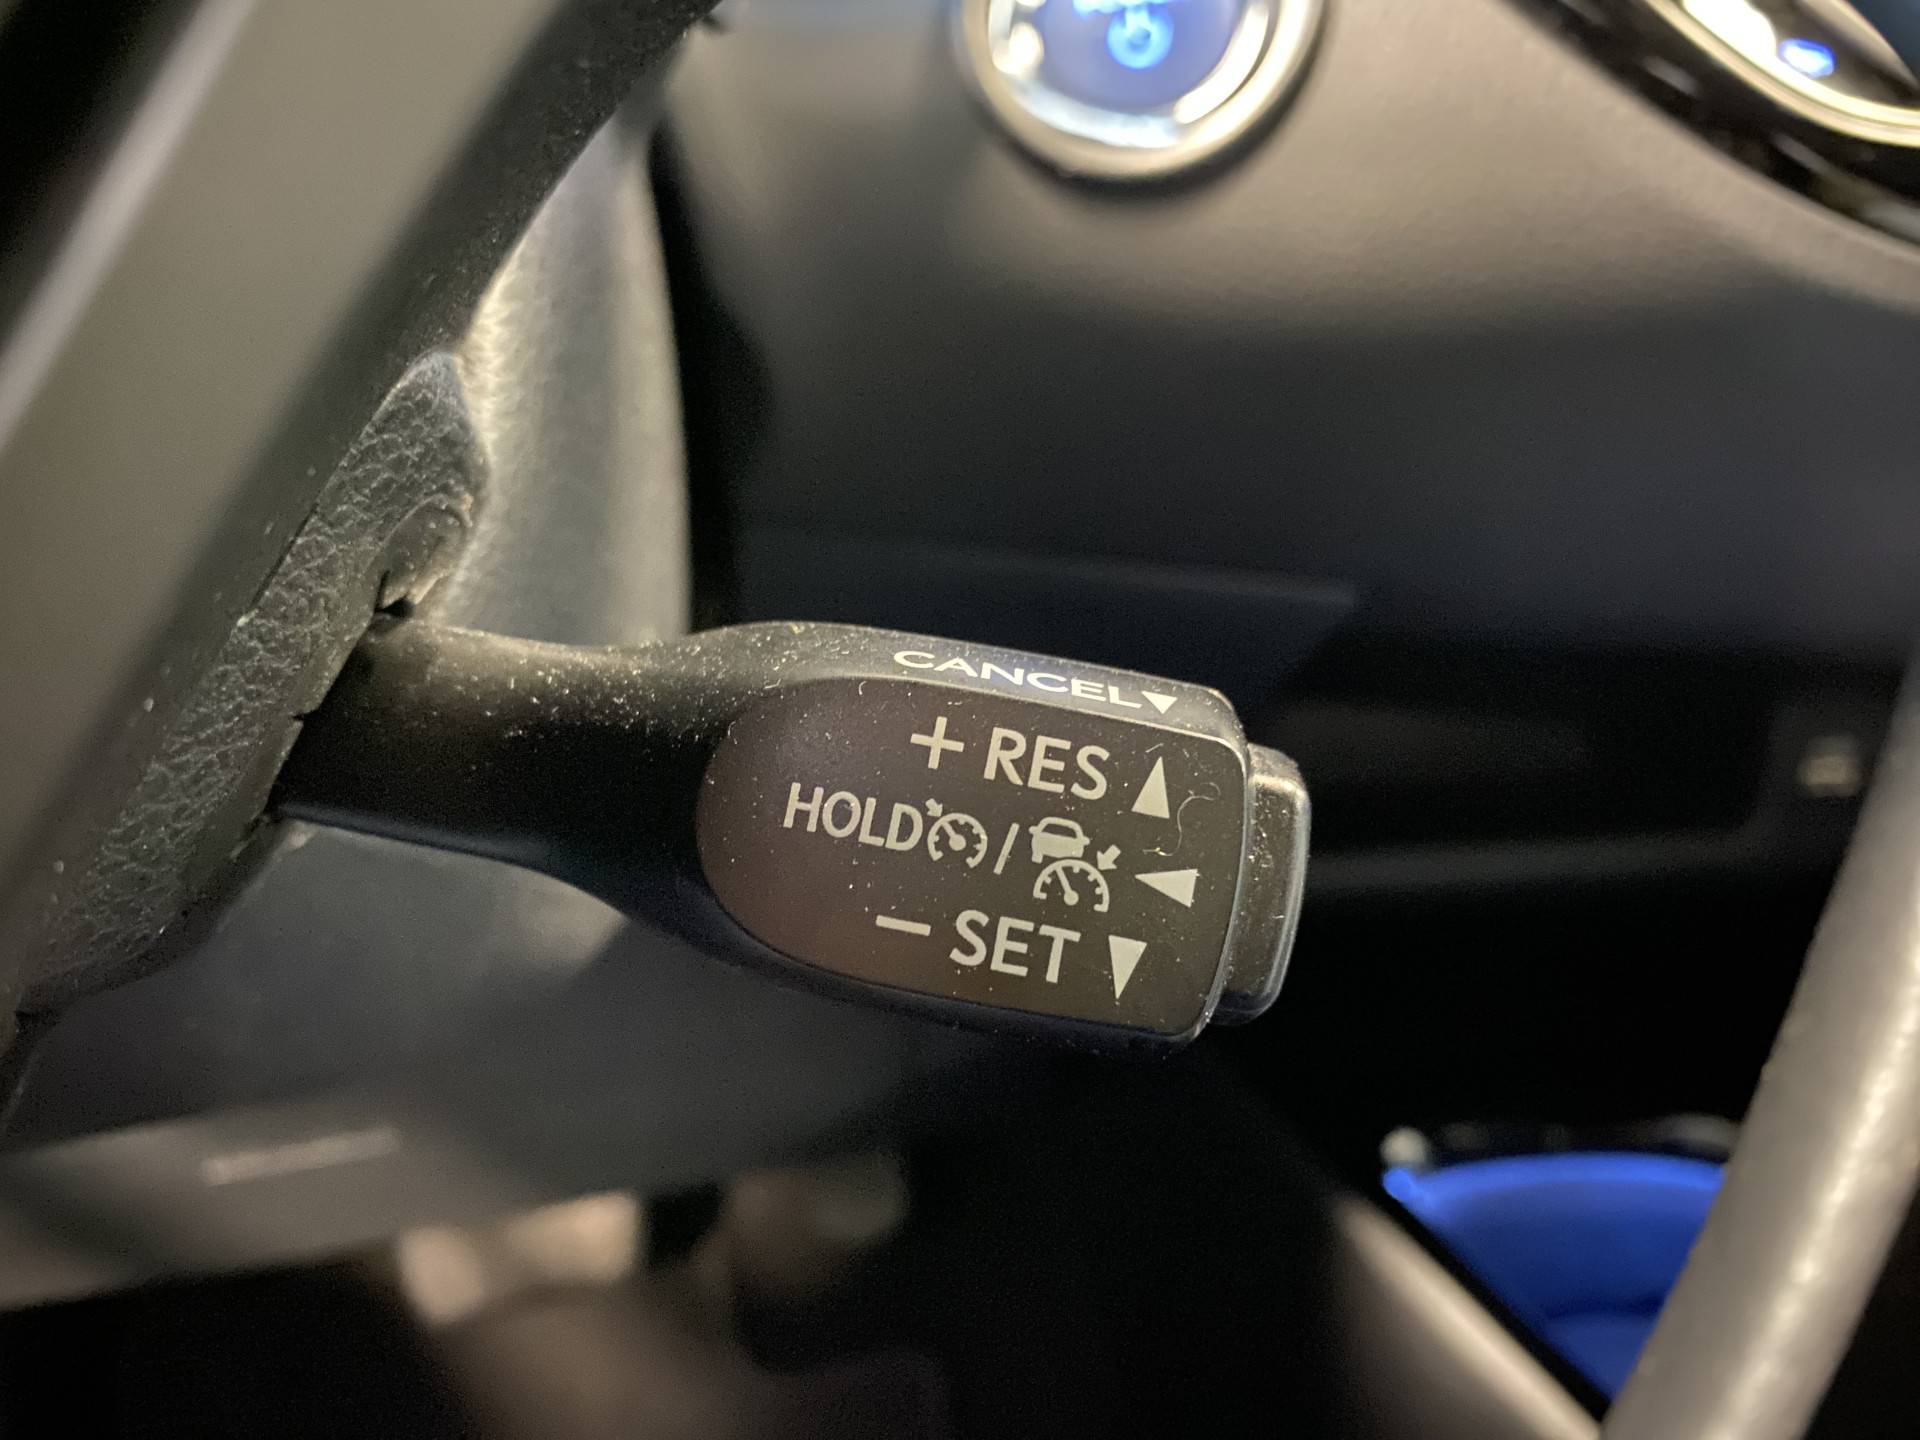 CANCEL▼
+ RES ▲
HOLD / ◀
− SET ▼